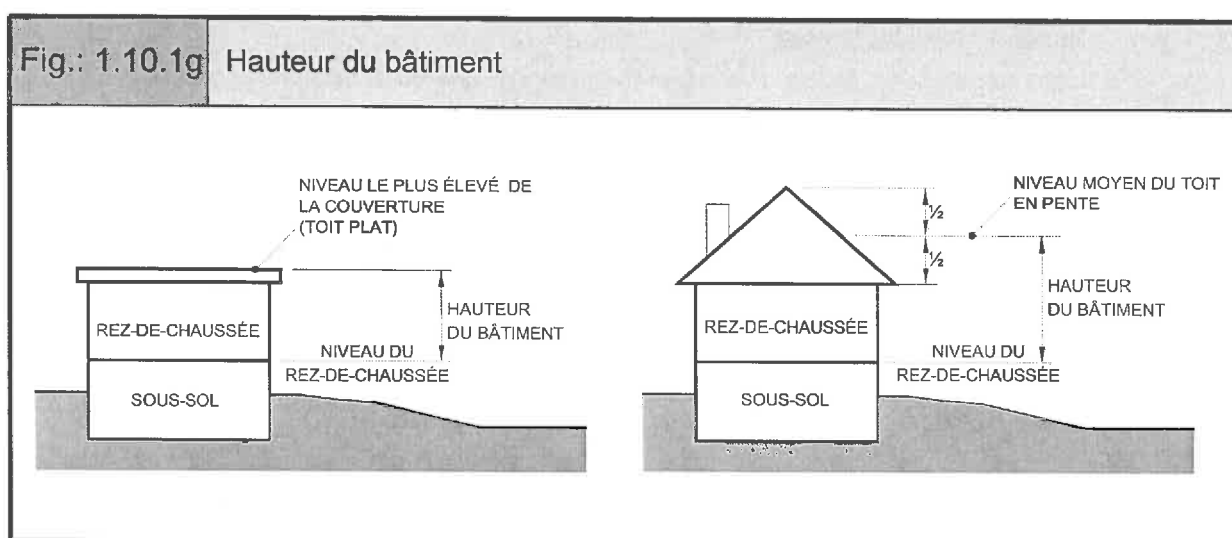 Fig.: 1.10.1g Hauteur du bâtiment
NIVEAU LE PLUS ÉLEVÉ DE
LA COUVERTURE
(TOIT PLAT)
HAUTEUR
DU BÂTIMENT
REZ-DE-CHAUSSÉE
NIVEAU DU
REZ-DE-CHAUSSÉE
SOUS-SOL
NIVEAU MOYEN DU TOIT
EN PENTE
½
½
HAUTEUR
DU BÂTIMENT
REZ-DE-CHAUSSÉE
NIVEAU DU
REZ-DE-CHAUSSÉE
SOUS-SOL